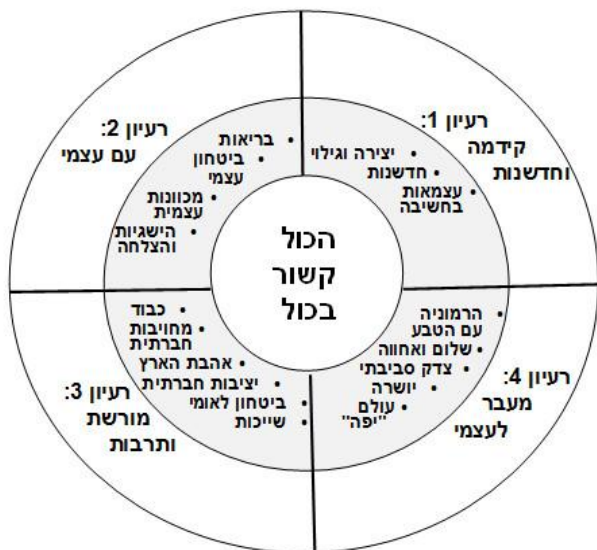 רעיון 1:
קידמה
וחדשנות
• יצירה וגילוי
• חדשנות
• עצמאות
בחשיבה
רעיון 2:
עם עצמי
• בריאות
• ביטחון
עצמי
• מכוונות
עצמית
• הישגיות
והצלחה
הכול
קשור
בכול
רעיון 3:
מורשת
ותרבות
• כבוד
• מחויבות
חברתית
• אהבת הארץ
• יציבות חברתית
• ביטחון לאומי
• שייכות
רעיון 4:
מעבר
לעצמי
• הרמוניה
עם הטבע
• שלום ואחווה
• צדק סביבתי
• יושרה
• עולם
"יפה"